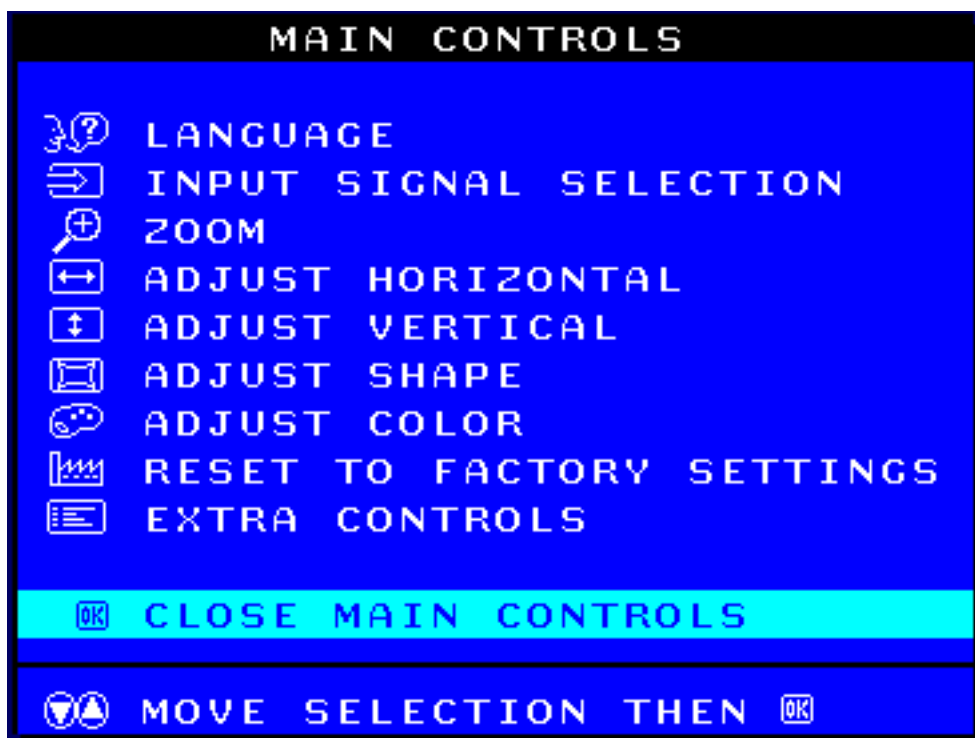 MAIN CONTROLS
LANGUAGE
INPUT SIGNAL SELECTION
ZOOM
ADJUST HORIZONTAL
ADJUST VERTICAL
ADJUST SHAPE
ADJUST COLOR
RESET TO FACTORY SETTINGS
EXTRA CONTROLS
OK CLOSE MAIN CONTROLS
MOVE SELECTION THEN OK